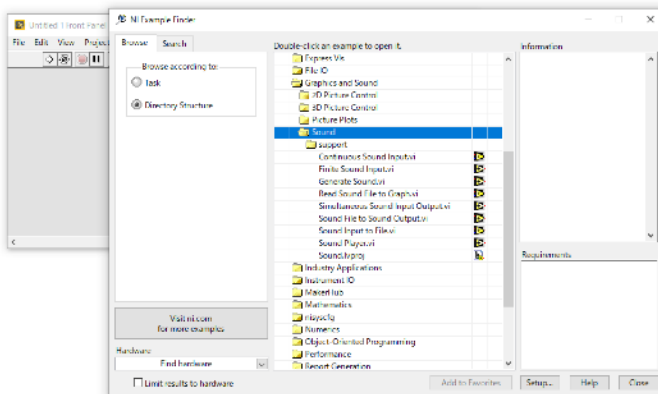 Untitled 1 Front Panel
File Edit View Project
NI Example Finder
Browse Search
Browse according to:
Task
Directory Structure
Visit ni.com
for more examples
Hardware
Find hardware
Limit results to hardware
Double-click an example to open it.
Express VIs
File IO
Graphics and Sound
2D Picture Control
3D Picture Control
Picture Plots
Sound
support
Continuous Sound Input.vi
Finite Sound Input.vi
Generate Sound.vi
Read Sound File to Graph.vi
Simultaneous Sound Input Output.vi
Sound File to Sound Output.vi
Sound Input to File.vi
Sound Player.vi
Sound.lvproj
Industry Applications
Instrument IO
MakerHub
Mathematics
nisyscfg
Numerics
Object-Oriented Programming
Performance
Report Generation
Information
Requirements
Add to Favorites Setup... Help Close